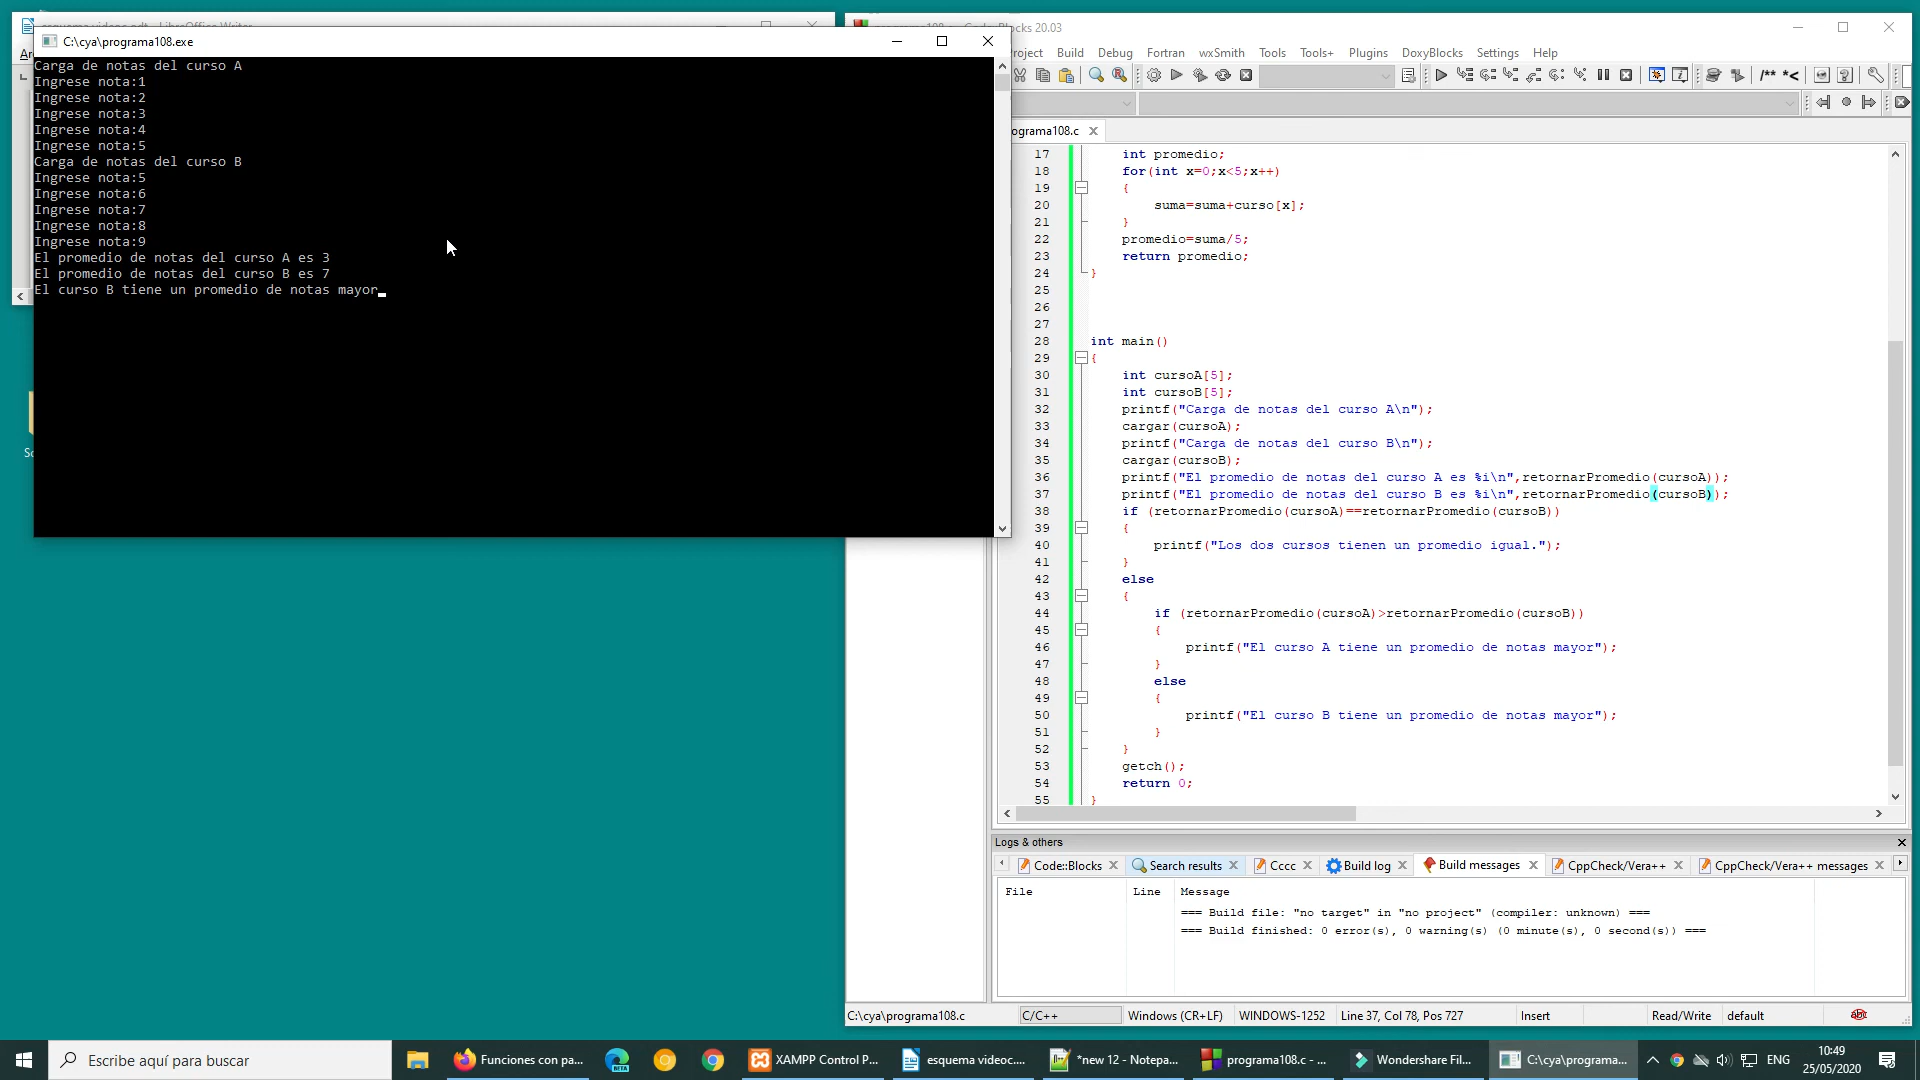 C:\cya\programa108.exe
Carga de notas del curso A
Ingrese nota:1
Ingrese nota:2
Ingrese nota:3
Ingrese nota:4
Ingrese nota:5
Carga de notas del curso B
Ingrese nota:5
Ingrese nota:6
Ingrese nota:7
Ingrese nota:8
Ingrese nota:9
El promedio de notas del curso A es 3
El promedio de notas del curso B es 7
El curso B tiene un promedio de notas mayor
Build Debug Fortran wxSmith Tools Tools+ Plugins DoxyBlocks Settings Help
17 int promedio;
18 for(int x=0;x<5;x++)
19 {
20 suma=suma+curso[x];
21 }
22 promedio=suma/5;
23 return promedio;
24 }
25
26
27
28 int main()
29 {
30 int cursoA[5];
31 int cursoB[5];
32 printf("Carga de notas del curso A\n");
33 cargar(cursoA);
34 printf("Carga de notas del curso B\n");
35 cargar(cursoB);
36 printf("El promedio de notas del curso A es %i\n",retornarPromedio(cursoA));
37 printf("El promedio de notas del curso B es %i\n",retornarPromedio(cursoB));
38 if (retornarPromedio(cursoA)==retornarPromedio(cursoB))
39 {
40 printf("Los dos cursos tienen un promedio igual.");
41 }
42 else
43 {
44 if (retornarPromedio(cursoA)>retornarPromedio(cursoB))
45 {
46 printf("El curso A tiene un promedio de notas mayor");
47 }
48 else
49 {
50 printf("El curso B tiene un promedio de notas mayor");
51 }
52 }
53 getch();
54 return 0;
55 }
Logs & others
Code::Blocks Search results Cccc Build log Build messages CppCheck/Vera++ CppCheck/Vera++ messages
File Line Message
=== Build file: "no target" in "no project" (compiler: unknown) ===
=== Build finished: 0 error(s), 0 warning(s) (0 minute(s), 0 second(s)) ===
C:\cya\programa108.c C/C++ Windows (CR+LF) WINDOWS-1252 Line 37, Col 78, Pos 727 Insert Read/Write default
Escribe aquí para buscar
Funciones con pa...
XAMPP Control P...
esquema videoc....
*new 12 - Notepa...
programa108.c - ...
Wondershare Fil...
C:\cya\programa...
ENG
10:49
25/05/2020